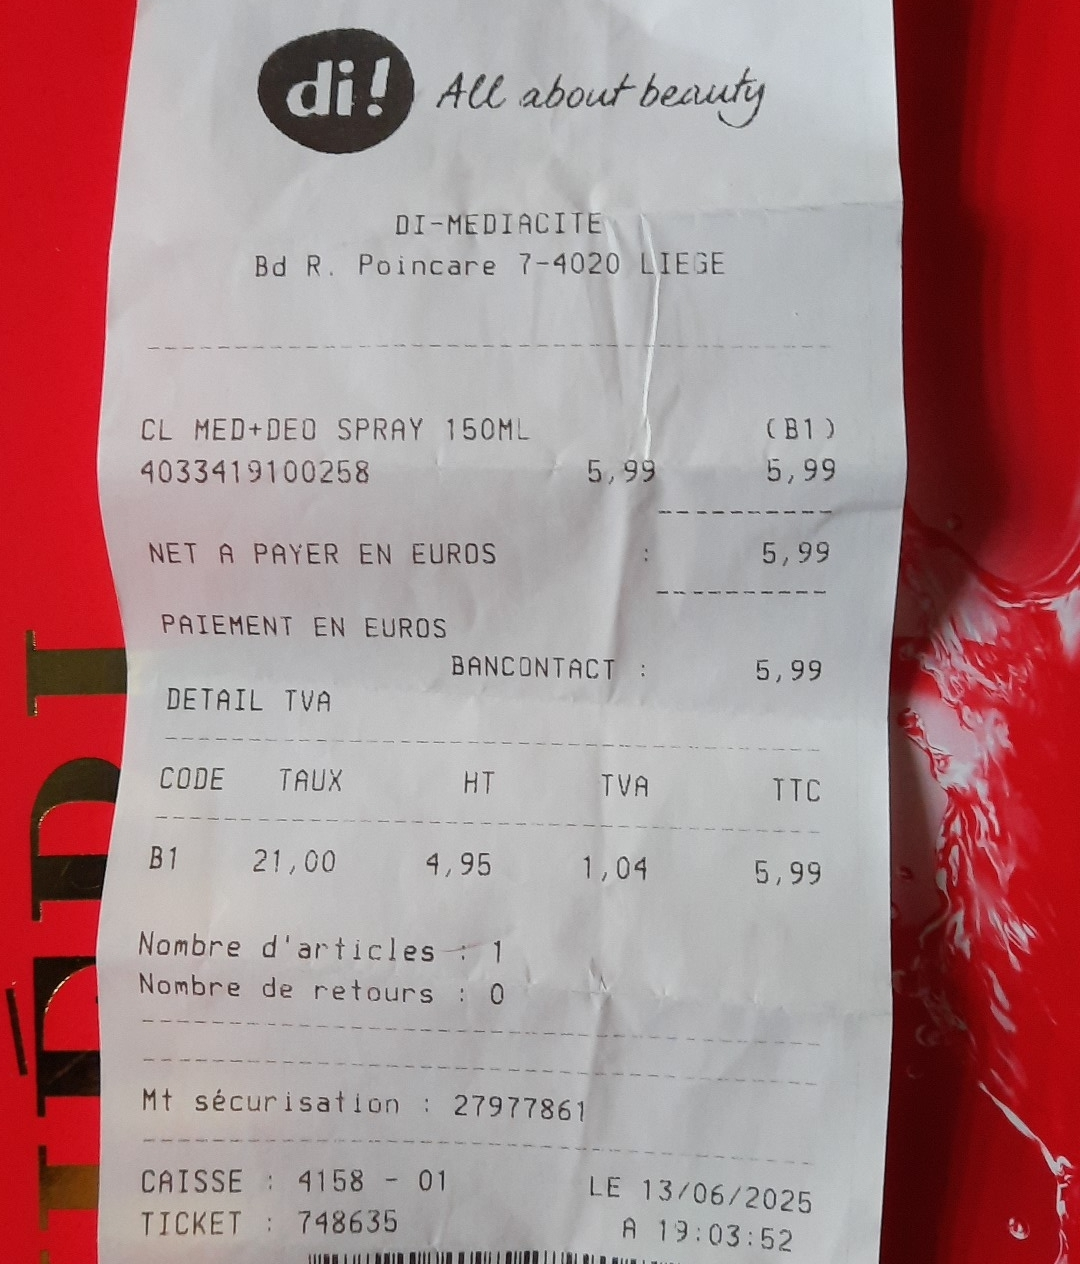 di! All about beauty
DI-MEDIACITE
Bd R. Poincare 7-4020 LIEGE
CL MED+DEO SPRAY 150ML (B1)
4033419100258 5,99 5,99
NET A PAYER EN EUROS : 5,99
PAIEMENT EN EUROS
BANCONTACT : 5,99
DETAIL TVA
CODE TAUX HT TVA TTC
B1 21,00 4,95 1,04 5,99
Nombre d'articles : 1
Nombre de retours : 0
Mt sécurisation : 27977861
CAISSE : 4158 - 01 LE 13/06/2025
TICKET : 748635 A 19:03:52